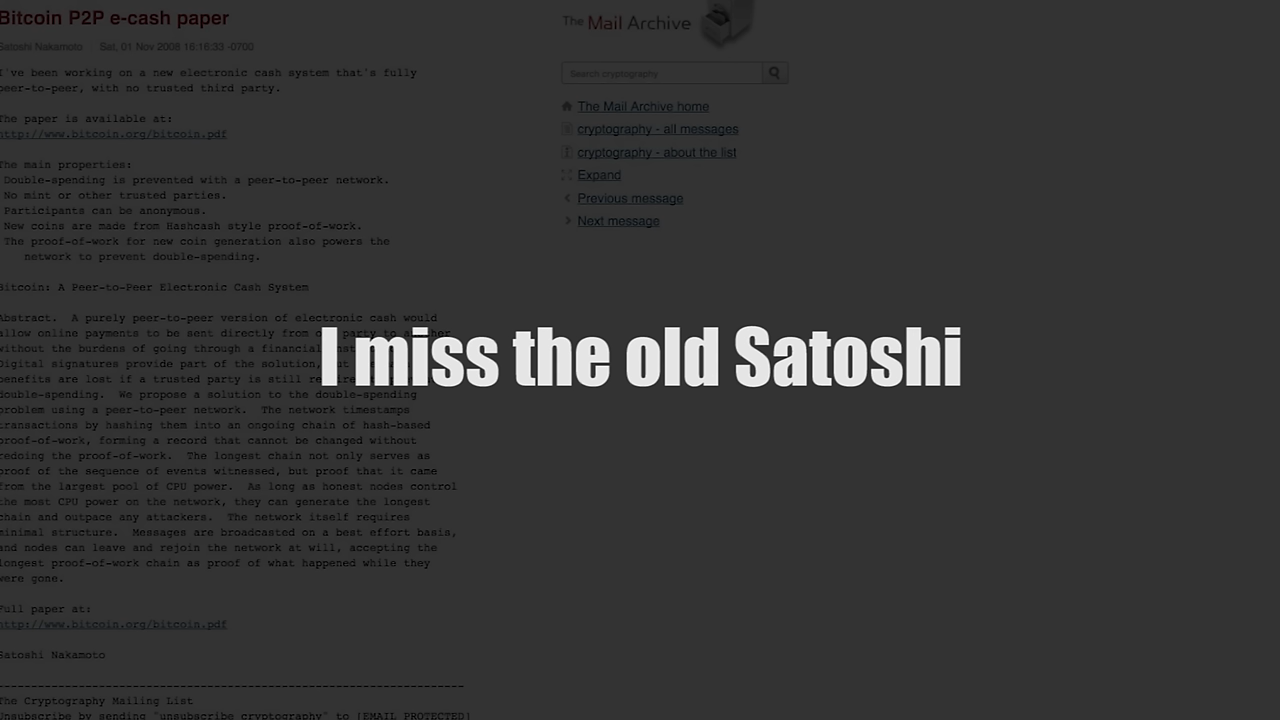 Bitcoin P2P e-cash paper
Satoshi Nakamoto | Sat, 01 Nov 2008 16:16:33 -0700
I've been working on a new electronic cash system that's fully
peer-to-peer, with no trusted third party.
The paper is available at:
http://www.bitcoin.org/bitcoin.pdf
The main properties:
Double-spending is prevented with a peer-to-peer network.
No mint or other trusted parties.
Participants can be anonymous.
New coins are made from Hashcash style proof-of-work.
The proof-of-work for new coin generation also powers the
network to prevent double-spending.
Bitcoin: A Peer-to-Peer Electronic Cash System
Abstract. A purely peer-to-peer version of electronic cash would
allow online payments to be sent directly from one party to another
without the burdens of going through a financial
Digital signatures provide part of the solution,
benefits are lost if a trusted party is still
double-spending. We propose a solution to the double-spending
problem using a peer-to-peer network. The network timestamps
transactions by hashing them into an ongoing chain of hash-based
proof-of-work, forming a record that cannot be changed without
redoing the proof-of-work. The longest chain not only serves as
proof of the sequence of events witnessed, but proof that it came
from the largest pool of CPU power. As long as honest nodes control
the most CPU power on the network, they can generate the longest
chain and outpace any attackers. The network itself requires
minimal structure. Messages are broadcasted on a best effort basis,
and nodes can leave and rejoin the network at will, accepting the
longest proof-of-work chain as proof of what happened while they
were gone.
Full paper at:
http://www.bitcoin.org/bitcoin.pdf
Satoshi Nakamoto
---------------------------------------------------------------------
The Cryptography Mailing List
Unsubscribe by sending "unsubscribe cryptography" to [EMAIL PROTECTED]
The Mail Archive
Search cryptography
The Mail Archive home
cryptography - all messages
cryptography - about the list
Expand
Previous message
Next message
I miss the old Satoshi